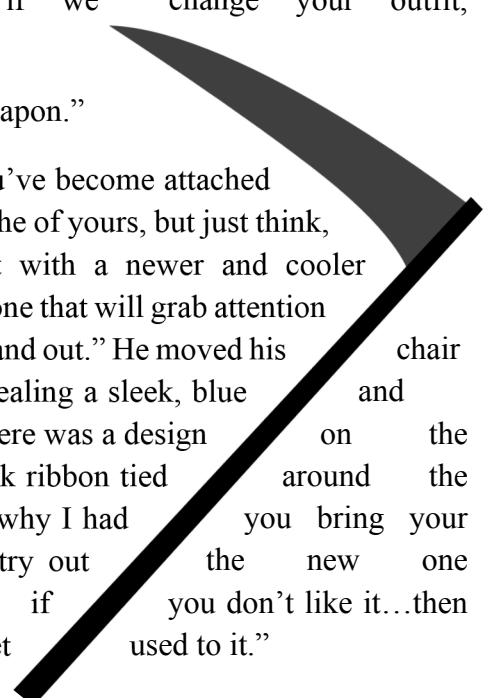 if we change your outfit,
apon.”
u’ve become attached
he of yours, but just think,
t with a newer and cooler
one that will grab attention
and out.” He moved his chair
ealing a sleek, blue and
ere was a design on the
k ribbon tied around the
why I had you bring your
try out the new one
if you don’t like it…then
et used to it.”